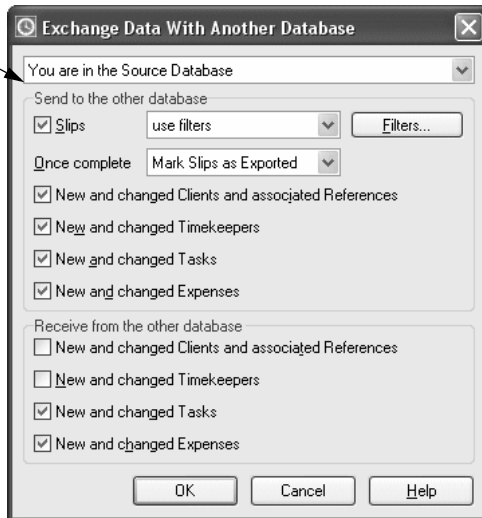 Exchange Data With Another Database
You are in the Source Database
Send to the other database
Slips use filters Filters...
Once complete Mark Slips as Exported
New and changed Clients and associated References
New and changed Timekeepers
New and changed Tasks
New and changed Expenses
Receive from the other database
New and changed Clients and associated References
New and changed Timekeepers
New and changed Tasks
New and changed Expenses
OK Cancel Help